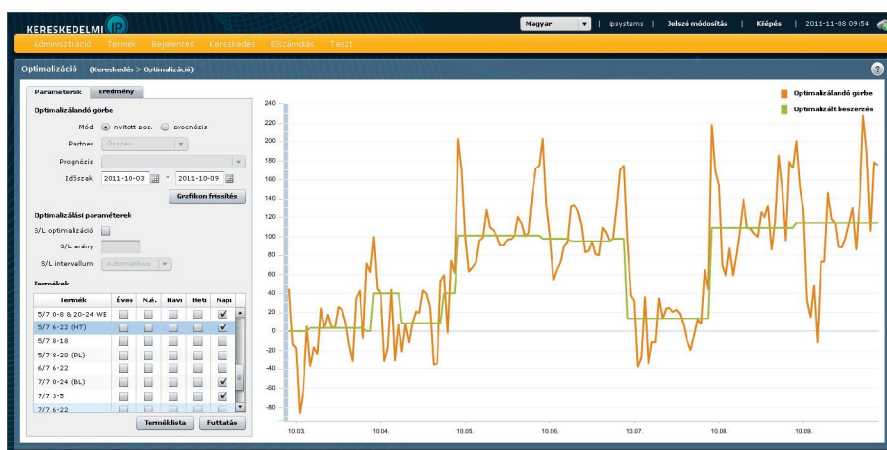 KERESKEDELMI IP
Magyar | ipsystems | Jelszó módosítás | Kilépés | 2011-11-08 09:54
Adminisztráció Termék Bejelentés Kereskedés Elszámolás Teszt
Optimalizáció (Kereskedés > Optimalizáció) ?
Paraméterek Eredmény
Optimalizálandó görbe
Mód nyitott poz. prognózis
Partner Összes
Prognózis
Időszak 2011-10-03 - 2011-10-09
Grafikon frissítés
Optimalizálási paraméterek
S/L optimalizáció
S/L arány
S/L intervallum Automatikus
Termékek
Termék Éves N.é. Havi Heti Napi
5/7 0-8 & 20-24 WE
5/7 6-22 (HT)
5/7 8-18
5/7 8-20 (PL)
6/7 6-22
7/7 0-24 (BL)
7/7 6-22
Terméklista Futtatás
Optimalizálandó görbe
Optimalizált beszerzés
240
220
200
180
160
140
120
100
80
60
40
20
0
-20
-40
-60
-80
10.03. 10.04. 10.05. 10.06. 10.07. 10.08. 10.09.